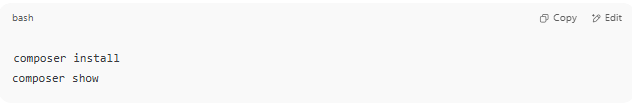 bash Copy Edit
composer install
composer show